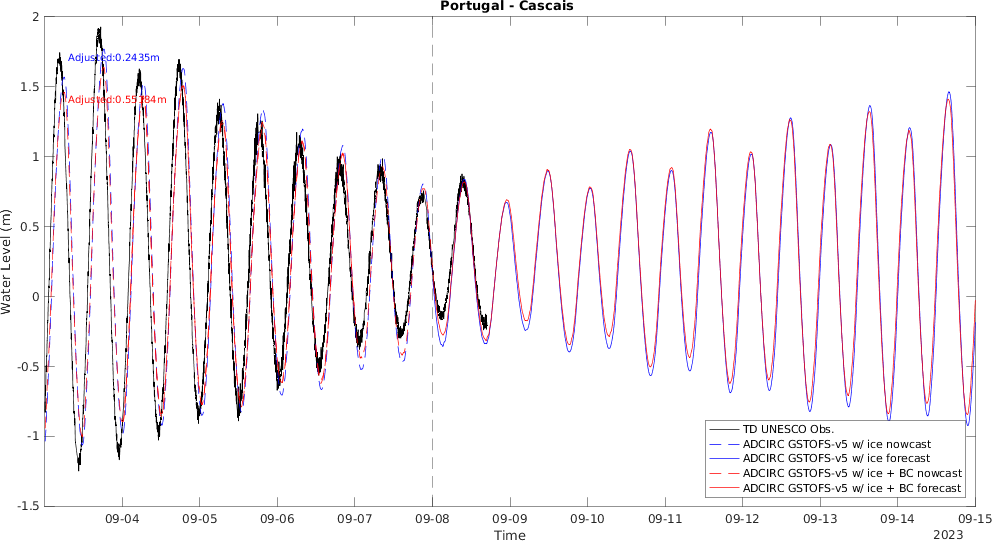 Portugal - Cascais
2
1.5
1
0.5
0
-0.5
-1
-1.5
Water Level (m)
Adjusted:0.2435m
TD UNESCO Obs.
ADCIRC GSTOFS-v5 w/ ice nowcast
ADCIRC GSTOFS-v5 w/ ice forecast
ADCIRC GSTOFS-v5 w/ ice + BC nowcast
ADCIRC GSTOFS-v5 w/ ice + BC forecast
09-04
09-05
09-06
09-07
09-08
09-09
09-10
09-11
09-12
09-13
09-14
09-15
Time
2023